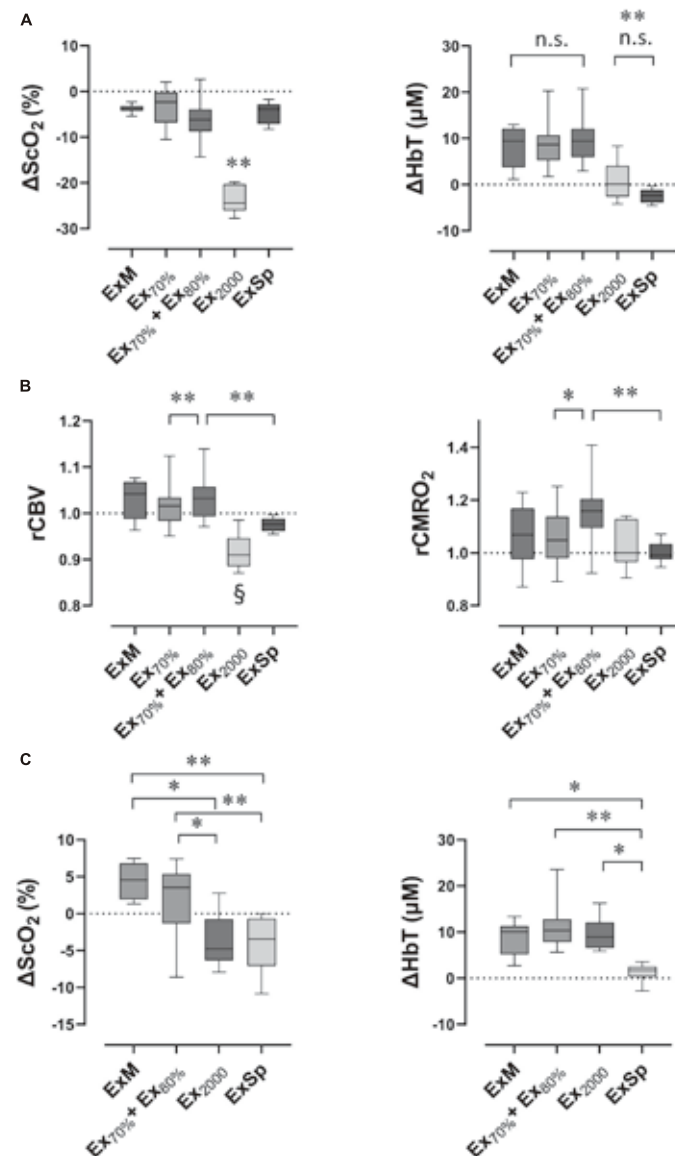 A
ΔScO₂ (%)
10
0
-10
-20
-30
**
ExM
Ex₇₀%
Ex₇₀%+ Ex₈₀%
Ex₂₀₀₀
ExSp
ΔHbT (µM)
30
20
10
0
-10
n.s.
**
n.s.
ExM
Ex₇₀%
Ex₇₀%+ Ex₈₀%
Ex₂₀₀₀
ExSp
B
rCBV
1.2
1.1
1.0
0.9
0.8
**
**
§
ExM
Ex₇₀%
Ex₇₀%+ Ex₈₀%
Ex₂₀₀₀
ExSp
rCMRO₂
1.4
1.2
1.0
0.8
*
**
ExM
Ex₇₀%
Ex₇₀%+ Ex₈₀%
Ex₂₀₀₀
ExSp
C
**
*
**
*
ΔScO₂ (%)
10
5
0
-5
-10
-15
ExM
Ex₇₀%+ Ex₈₀%
Ex₂₀₀₀
ExSp
*
**
*
ΔHbT (µM)
30
20
10
0
-10
ExM
Ex₇₀%+ Ex₈₀%
Ex₂₀₀₀
ExSp